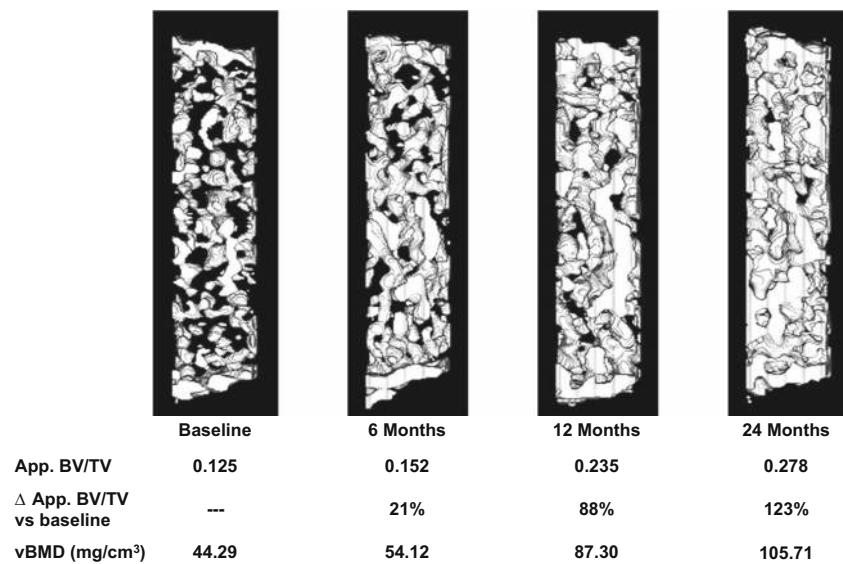 Baseline 6 Months 12 Months 24 Months
App. BV/TV 0.125 0.152 0.235 0.278
Δ App. BV/TV
vs baseline --- 21% 88% 123%
vBMD (mg/cm³) 44.29 54.12 87.30 105.71